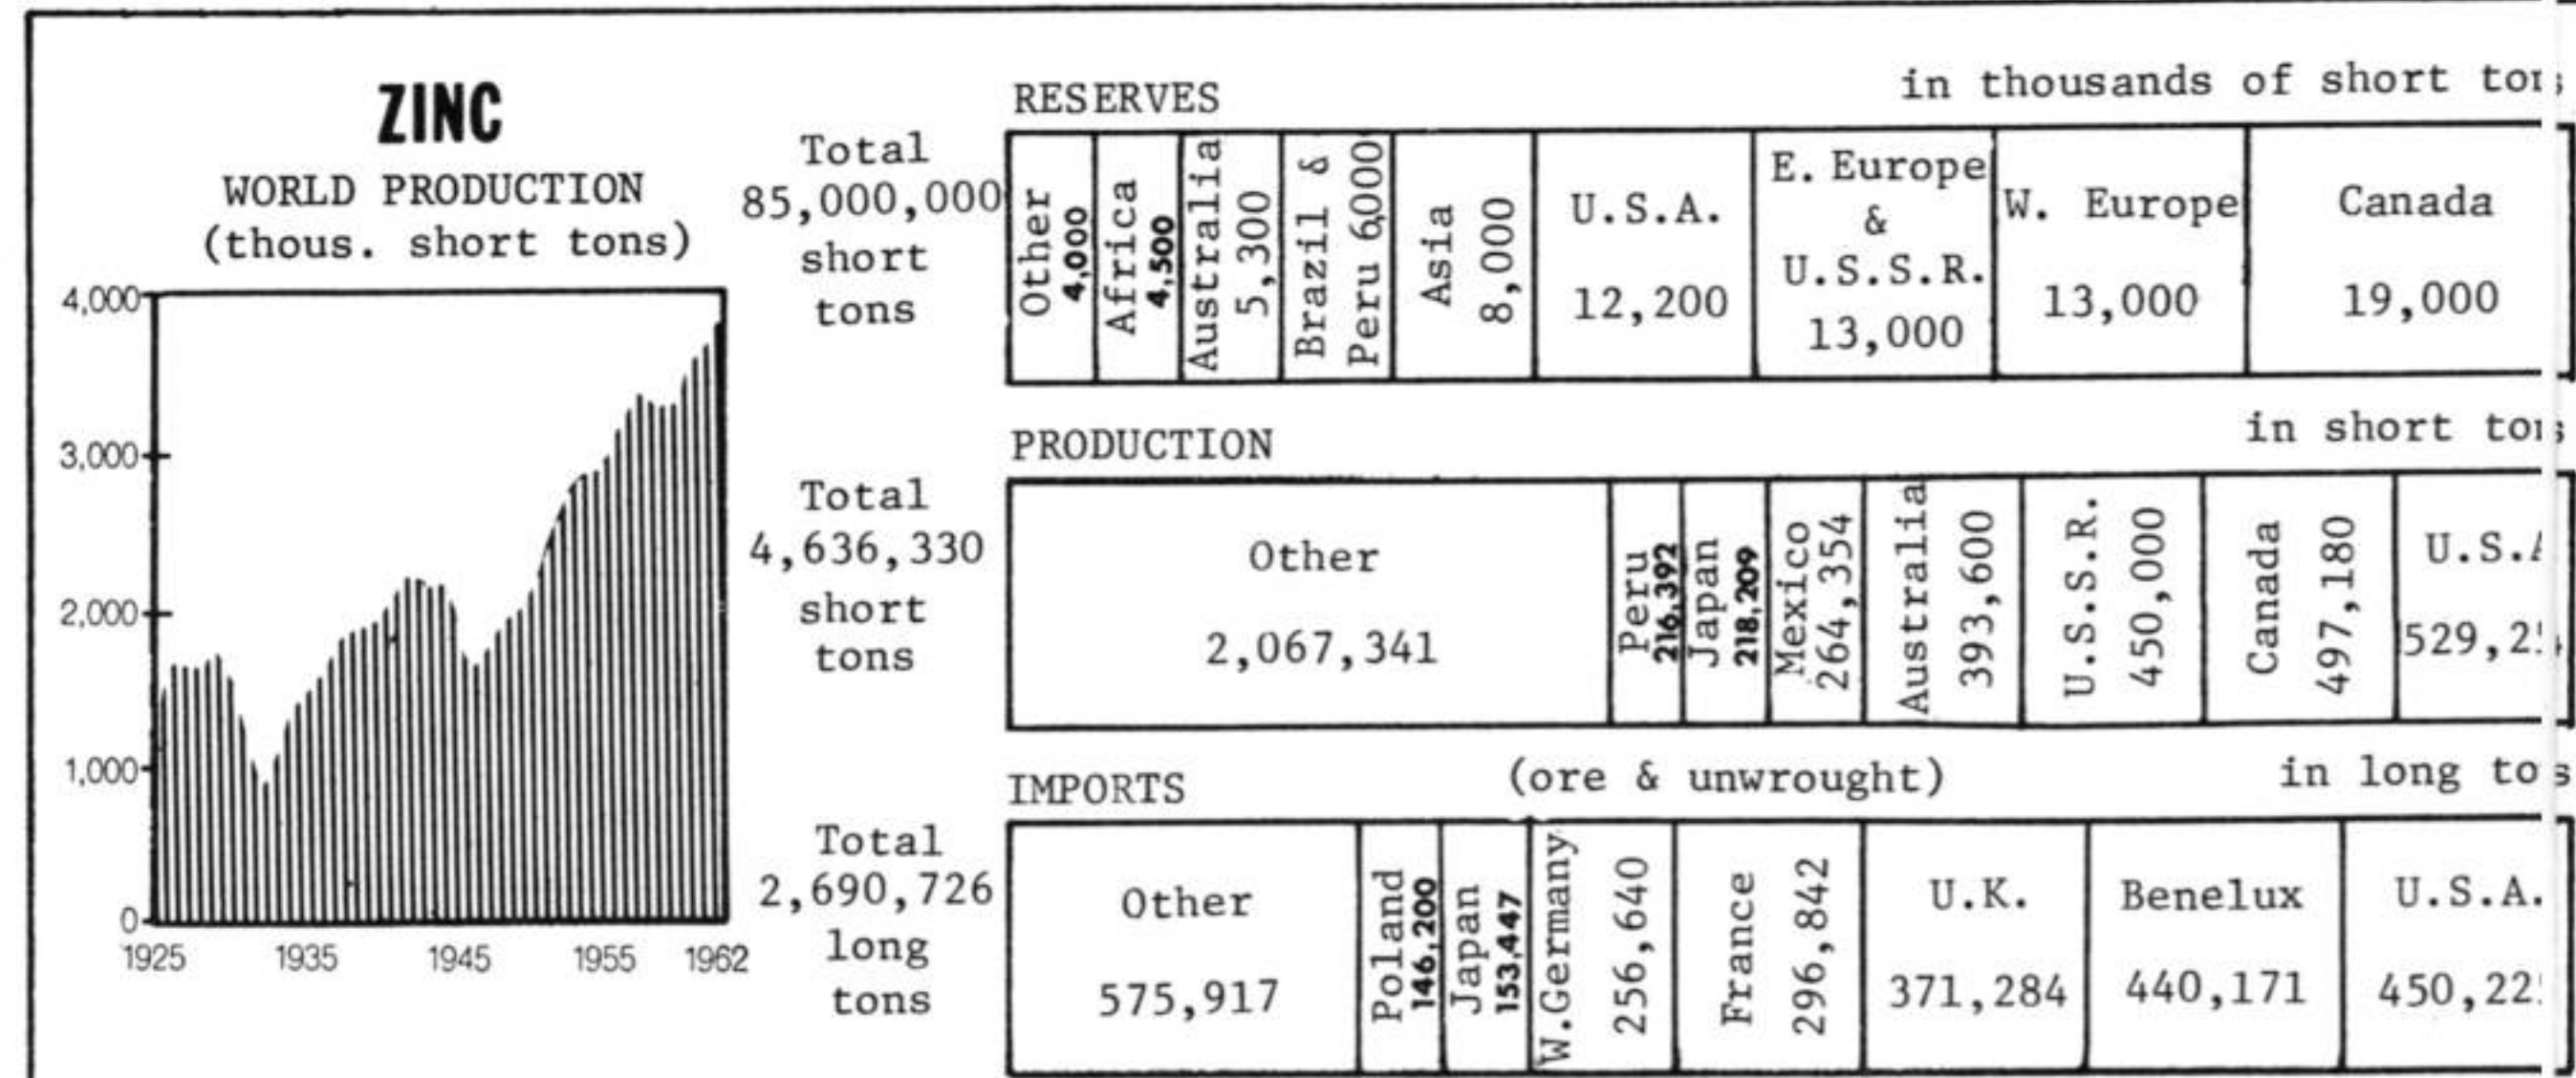 ZINC
WORLD PRODUCTION
(thous. short tons)
4,000
3,000
2,000
1,000
0
1925 1935 1945 1955 1962
RESERVES in thousands of short
Total
85,000,000
short
tons
Other
4,000
Africa
4,500
Australia
5,300
Brazil &
Peru 6,000
Asia
8,000
U.S.A.
12,200
E. Europe
&
U.S.S.R.
13,000
W. Europe
13,000
Canada
19,000
PRODUCTION in short
Total
4,636,330
short
tons
Other
2,067,341
Peru
216,392
Japan
218,209
Mexico
264,354
Australia
393,600
U.S.S.R.
450,000
Canada
497,180
IMPORTS (ore & unwrought) in long
Total
2,690,726
long
tons
Other
575,917
Poland
146,200
Japan
153,447
W.Germany
256,640
France
296,842
U.K.
371,284
Benelux
440,171
U.S.A.